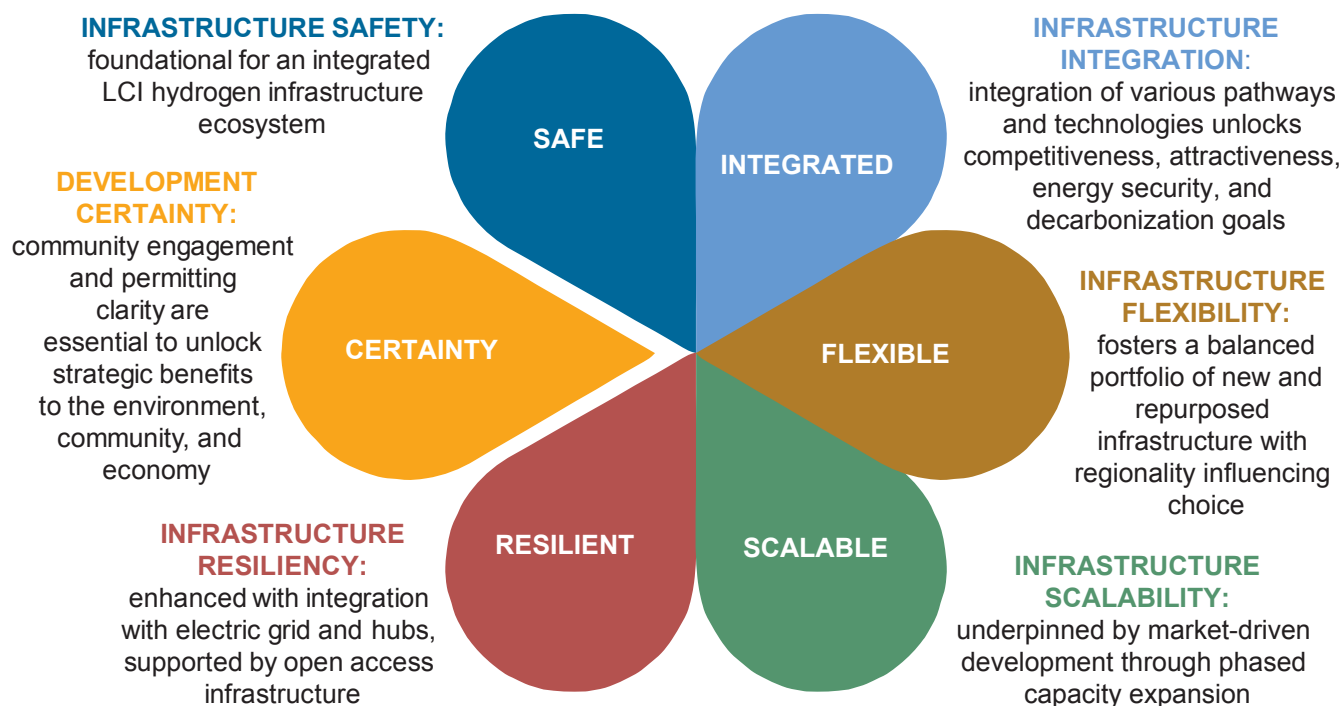 INFRASTRUCTURE SAFETY:
foundational for an integrated
LCI hydrogen infrastructure
ecosystem
SAFE
INFRASTRUCTURE
INTEGRATION:
integration of various pathways
and technologies unlocks
competitiveness, attractiveness,
energy security, and
decarbonization goals
INTEGRATED
DEVELOPMENT
CERTAINTY:
community engagement
and permitting
clarity are
essential to unlock
strategic benefits
to the environment,
community, and
economy
CERTAINTY
FLEXIBLE
INFRASTRUCTURE
FLEXIBILITY:
fosters a balanced
portfolio of new and
repurposed
infrastructure with
regionality influencing
choice
INFRASTRUCTURE
RESILIENCY:
enhanced with integration
with electric grid and hubs,
supported by open access
infrastructure
RESILIENT
SCALABLE
INFRASTRUCTURE
SCALABILITY:
underpinned by market-driven
development through phased
capacity expansion